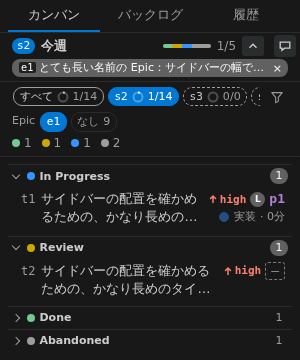 カンバン バックログ 履歴
s2 今週 1/5
e1 とても長い名前の Epic：サイドバーの幅で… ×
すべて 1/14 s2 1/14 s3 0/0
Epic e1 なし 9
1 1 1 2
In Progress 1
t1 サイドバーの配置を確かめ ↑high L p1
るための、かなり長めの… 実装 · 0分
Review 1
t2 サイドバーの配置を確かめる ↑high —
ための、かなり長めのタイ…
Done 1
Abandoned 1